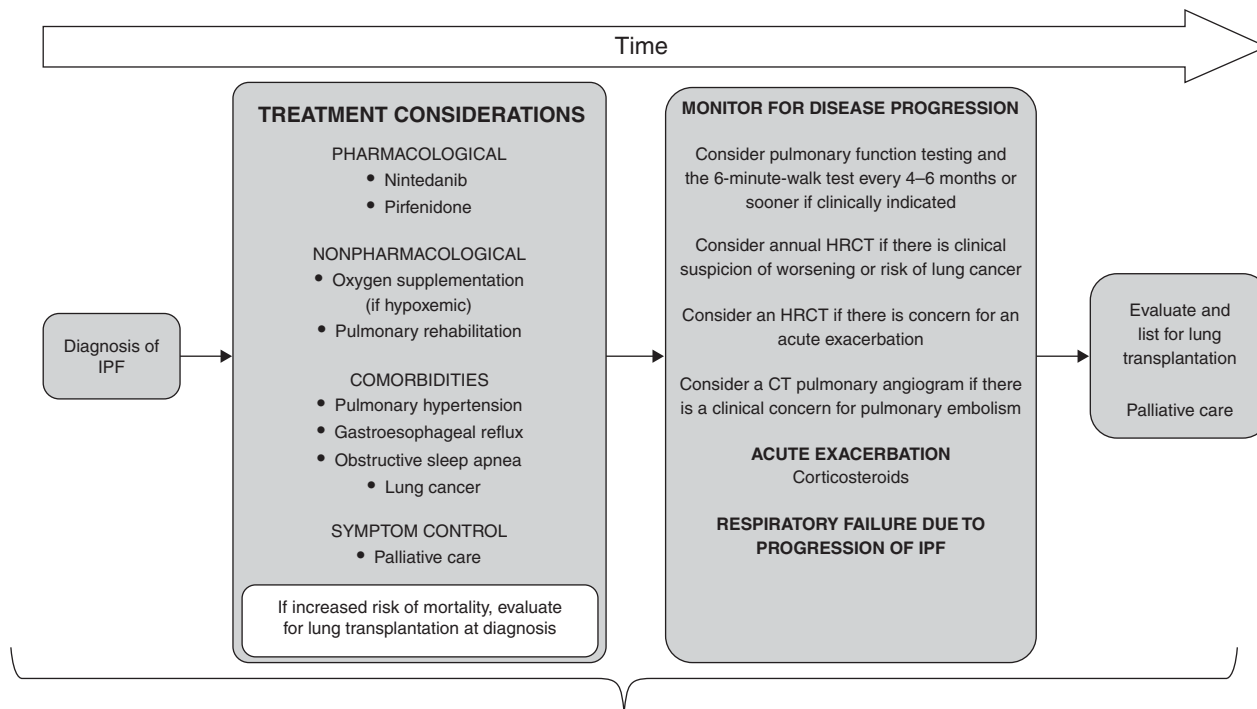 Time
Diagnosis of
IPF
TREATMENT CONSIDERATIONS
PHARMACOLOGICAL
• Nintedanib
• Pirfenidone
NONPHARMACOLOGICAL
• Oxygen supplementation
(if hypoxemic)
• Pulmonary rehabilitation
COMORBIDITIES
• Pulmonary hypertension
• Gastroesophageal reflux
• Obstructive sleep apnea
• Lung cancer
SYMPTOM CONTROL
• Palliative care
If increased risk of mortality, evaluate
for lung transplantation at diagnosis
MONITOR FOR DISEASE PROGRESSION
Consider pulmonary function testing and
the 6-minute-walk test every 4–6 months or
sooner if clinically indicated
Consider annual HRCT if there is clinical
suspicion of worsening or risk of lung cancer
Consider an HRCT if there is concern for an
acute exacerbation
Consider a CT pulmonary angiogram if there
is a clinical concern for pulmonary embolism
ACUTE EXACERBATION
Corticosteroids
RESPIRATORY FAILURE DUE TO
PROGRESSION OF IPF
Evaluate and
list for lung
transplantation
Palliative care